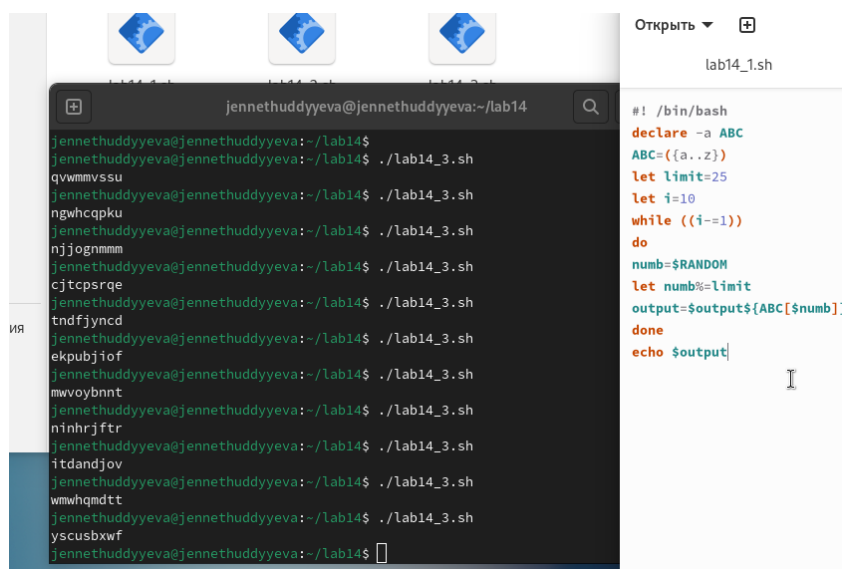 Открыть
lab14_1.sh
jennethuddyyeva@jennethuddyyeva:~/lab14
jennethuddyyeva@jennethuddyyeva:~/lab14$
jennethuddyyeva@jennethuddyyeva:~/lab14$ ./lab14_3.sh
qvwmmvssu
jennethuddyyeva@jennethuddyyeva:~/lab14$ ./lab14_3.sh
ngwhcqpku
jennethuddyyeva@jennethuddyyeva:~/lab14$ ./lab14_3.sh
njjognmmm
jennethuddyyeva@jennethuddyyeva:~/lab14$ ./lab14_3.sh
cjtcpsrqe
jennethuddyyeva@jennethuddyyeva:~/lab14$ ./lab14_3.sh
tndfjyncd
jennethuddyyeva@jennethuddyyeva:~/lab14$ ./lab14_3.sh
ekpubjiof
jennethuddyyeva@jennethuddyyeva:~/lab14$ ./lab14_3.sh
mwvoybnnt
jennethuddyyeva@jennethuddyyeva:~/lab14$ ./lab14_3.sh
ninhrjftr
jennethuddyyeva@jennethuddyyeva:~/lab14$ ./lab14_3.sh
itdandjov
jennethuddyyeva@jennethuddyyeva:~/lab14$ ./lab14_3.sh
wmwhqmdtt
jennethuddyyeva@jennethuddyyeva:~/lab14$ ./lab14_3.sh
yscusbxwf
jennethuddyyeva@jennethuddyyeva:~/lab14$
#! /bin/bash
declare -a ABC
ABC=({a..z})
let limit=25
let i=10
while ((i-=1))
do
numb=$RANDOM
let numb%=limit
output=$output${ABC[$numb]}
done
echo $output